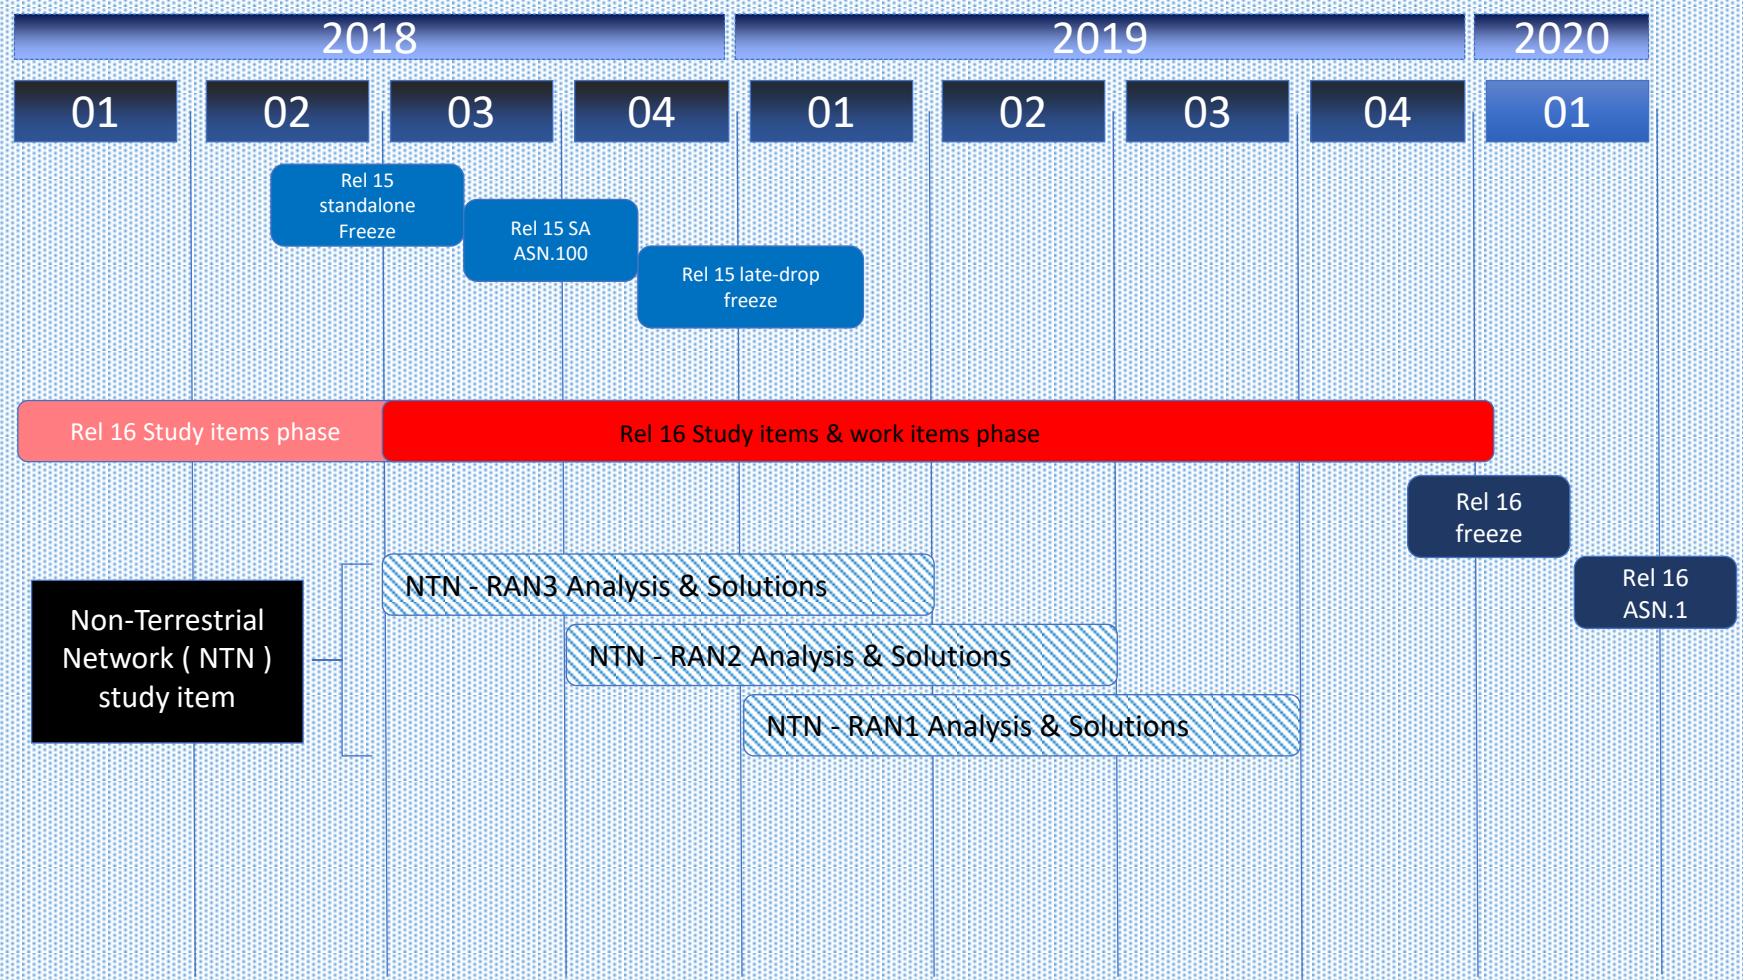 2018
2019
2020
01
02
03
04
01
02
03
04
01
Rel 15
standalone
Freeze
Rel 15 SA
ASN.100
Rel 15 late-drop
freeze
Rel 16 Study items phase
Rel 16 Study items & work items phase
Rel 16
freeze
Rel 16
ASN.1
Non-Terrestrial
Network ( NTN )
study item
NTN - RAN3 Analysis & Solutions
NTN - RAN2 Analysis & Solutions
NTN - RAN1 Analysis & Solutions